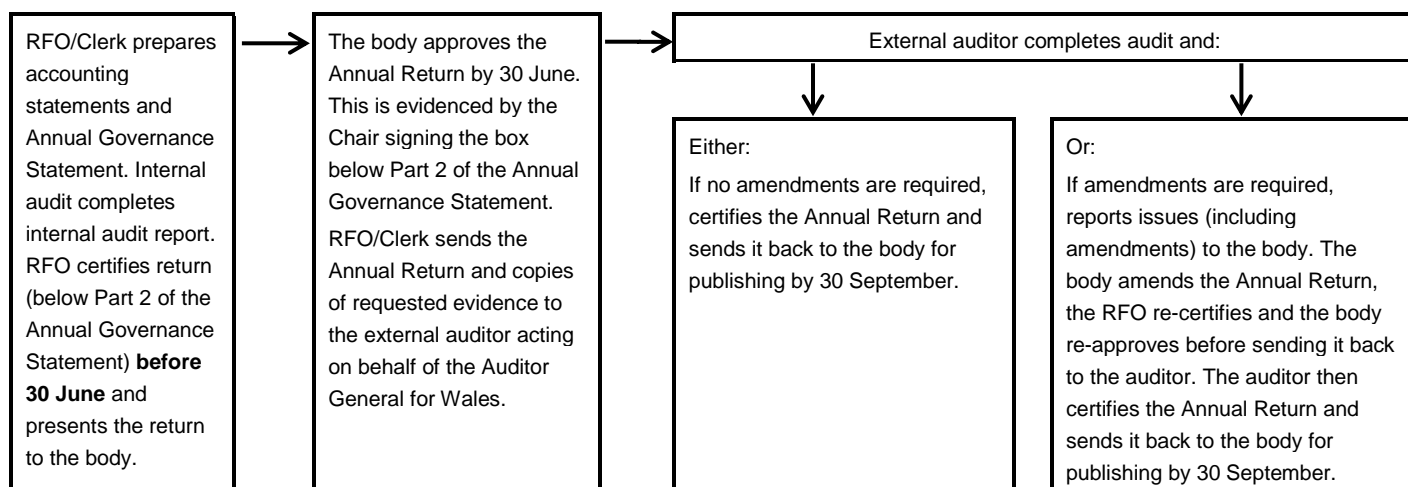 RFO/Clerk prepares
accounting
statements and
Annual Governance
Statement. Internal
audit completes
internal audit report.
RFO certifies return
(below Part 2 of the
Annual Governance
Statement) before
30 June and
presents the return
to the body.
The body approves the
Annual Return by 30 June.
This is evidenced by the
Chair signing the box
below Part 2 of the Annual
Governance Statement.
RFO/Clerk sends the
Annual Return and copies
of requested evidence to
the external auditor acting
on behalf of the Auditor
General for Wales.
External auditor completes audit and:
Either:
If no amendments are required,
certifies the Annual Return and
sends it back to the body for
publishing by 30 September.
Or:
If amendments are required,
reports issues (including
amendments) to the body. The
body amends the Annual Return,
the RFO re-certifies and the body
re-approves before sending it back
to the auditor. The auditor then
certifies the Annual Return and
sends it back to the body for
publishing by 30 September.